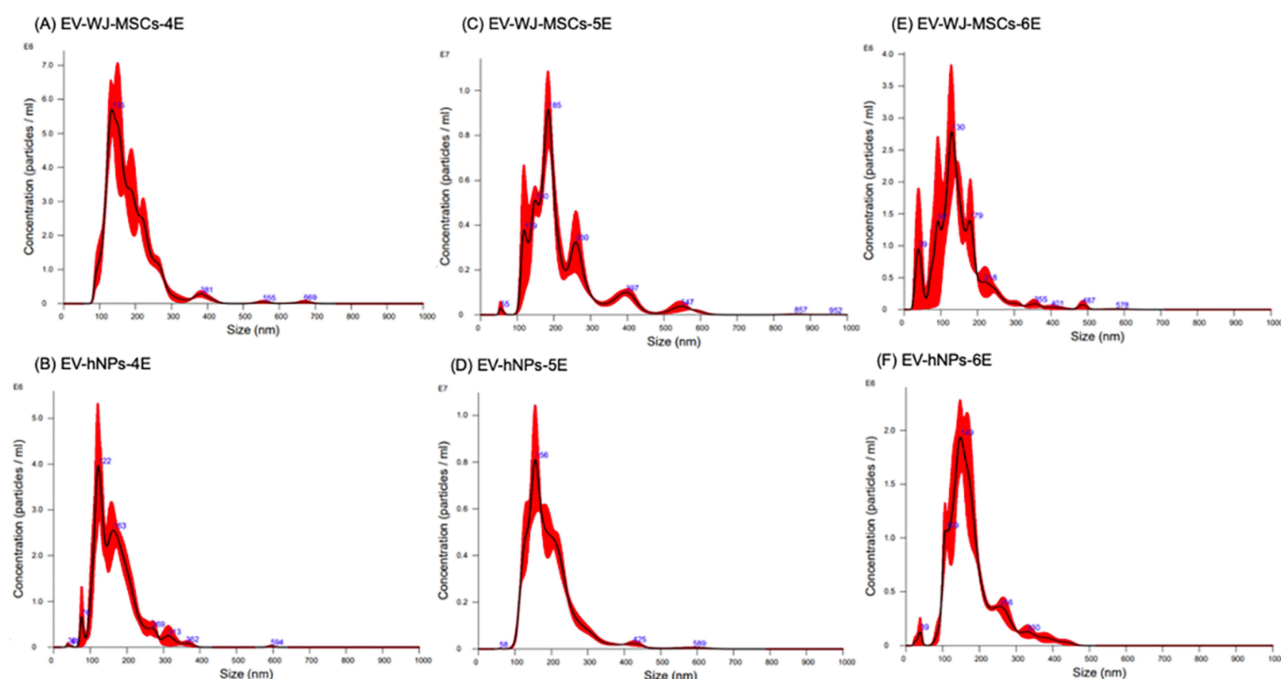 (A) EV-WJ-MSCs-4E
E6
7.0
6.0
5.0
4.0
3.0
2.0
1.0
0
381
555
669
0 100 200 300 400 500 600 700 800 900 1000
Size (nm)
Concentration (particles / ml)
(C) EV-WJ-MSCs-5E
E7
1.0
0.8
0.6
0.4
0.2
0
85
397
547
857
952
0 100 200 300 400 500 600 700 800 900 1000
Size (nm)
Concentration (particles / ml)
(E) EV-WJ-MSCs-6E
E6
4.0
3.5
3.0
2.5
2.0
1.5
1.0
0.5
0
30
79
355
401
487
578
0 100 200 300 400 500 600 700 800 900 1000
Size (nm)
Concentration (particles / ml)
(B) EV-hNPs-4E
E6
5.0
4.0
3.0
2.0
1.0
0
22
63
269
13
362
594
0 100 200 300 400 500 600 700 800 900 1000
Size (nm)
Concentration (particles / ml)
(D) EV-hNPs-5E
E7
1.0
0.8
0.6
0.4
0.2
0
58
56
425
589
0 100 200 300 400 500 600 700 800 900 1000
Size (nm)
Concentration (particles / ml)
(F) EV-hNPs-6E
E6
2.0
1.5
1.0
0.5
0
39
0 100 200 300 400 500 600 700 800 900 1000
Size (nm)
Concentration (particles / ml)